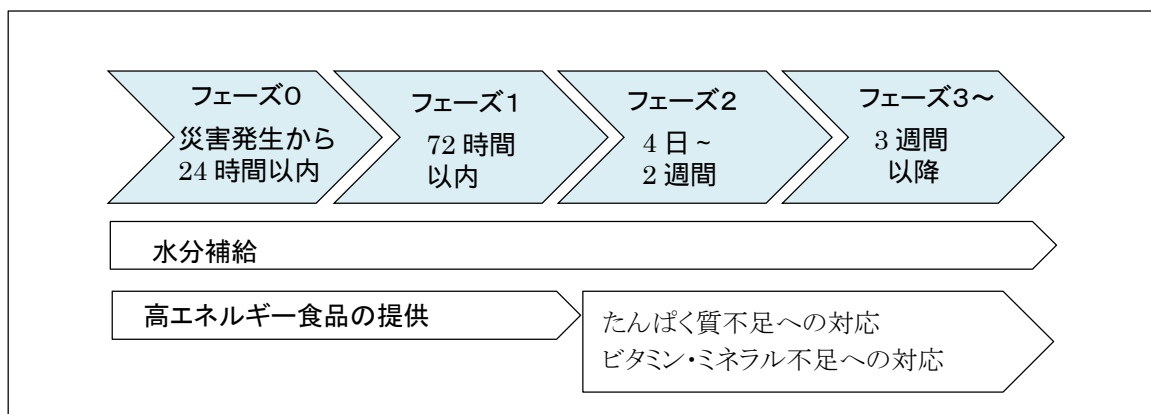 フェーズ0
災害発生から
24時間以内
フェーズ1
72時間
以内
フェーズ2
4日~
2週間
フェーズ3～
3週間
以降
水分補給
高エネルギー食品の提供
たんぱく質不足への対応
ビタミン・ミネラル不足への対応